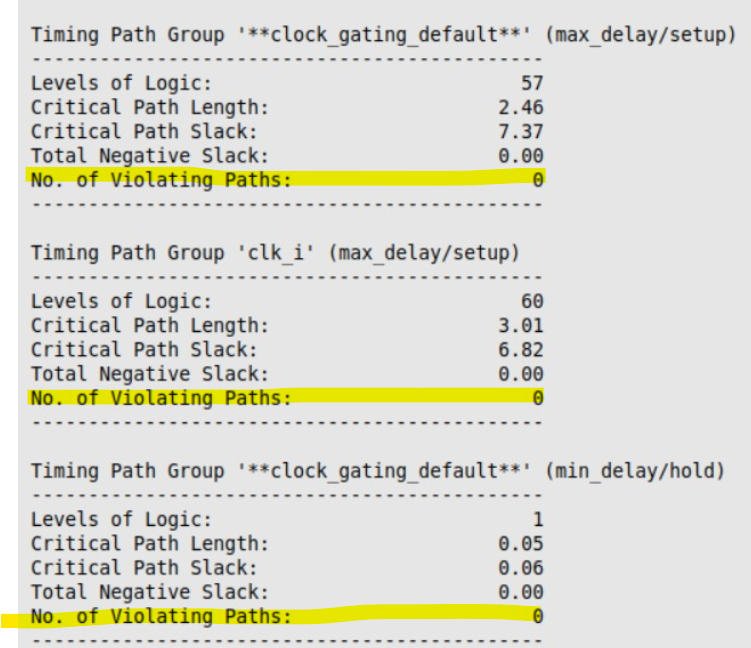 Timing Path Group '**clock_gating_default**' (max_delay/setup)
-----------------------------------------------
Levels of Logic: 57
Critical Path Length: 2.46
Critical Path Slack: 7.37
Total Negative Slack: 0.00
No. of Violating Paths: 0
-----------------------------------------------
Timing Path Group 'clk_i' (max_delay/setup)
-----------------------------------------------
Levels of Logic: 60
Critical Path Length: 3.01
Critical Path Slack: 6.82
Total Negative Slack: 0.00
No. of Violating Paths: 0
-----------------------------------------------
Timing Path Group '**clock_gating_default**' (min_delay/hold)
-----------------------------------------------
Levels of Logic: 1
Critical Path Length: 0.05
Critical Path Slack: 0.06
Total Negative Slack: 0.00
No. of Violating Paths: 0
-----------------------------------------------